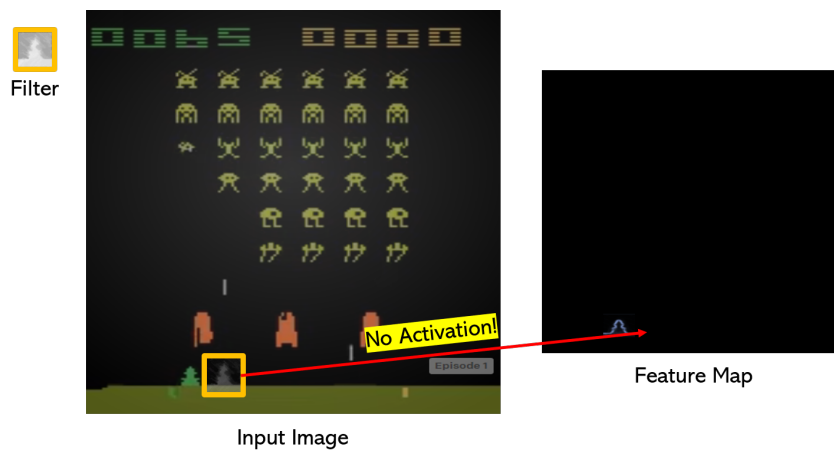 0065 0000
Filter
No Activation!
Episode 1
Feature Map
Input Image